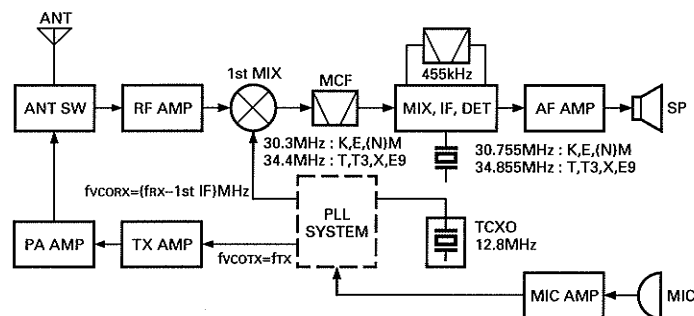 ANT
1st MIX
MCF
455kHz
ANT SW
RF AMP
MIX, IF, DET
AF AMP
SP
30.3MHz : K,E,{N}M
34.4MHz : T,T3,X,E9
30.755MHz : K,E,{N}M
34.855MHz : T,T3,X,E9
fVCORX={fRX-1st IF}MHz
PLL
SYSTEM
TCXO
12.8MHz
PA AMP
TX AMP
fVCOTX=fTX
MIC AMP
MIC